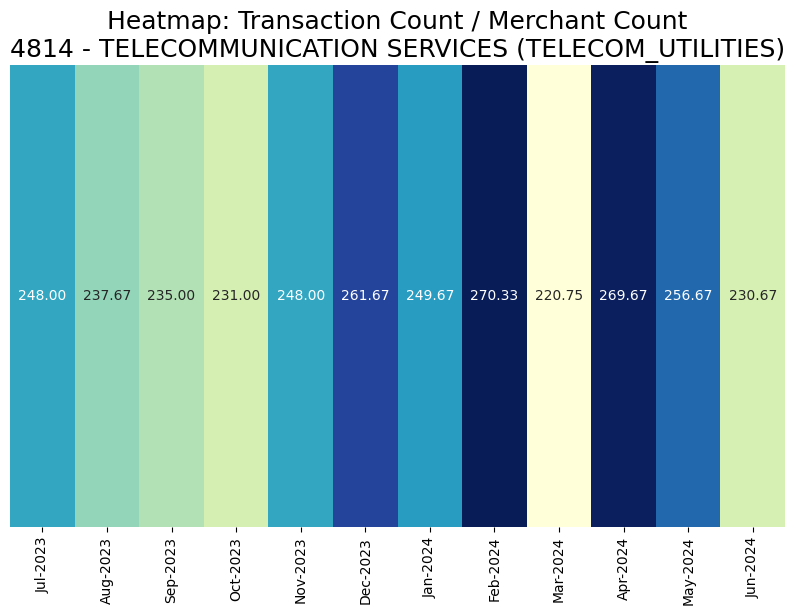 Heatmap: Transaction Count / Merchant Count
4814 - TELECOMMUNICATION SERVICES (TELECOM_UTILITIES)
248.00 237.67 235.00 231.00 248.00 261.67 249.67 270.33 220.75 269.67 256.67 230.67
Jul-2023 Aug-2023 Sep-2023 Oct-2023 Nov-2023 Dec-2023 Jan-2024 Feb-2024 Mar-2024 Apr-2024 May-2024 Jun-2024